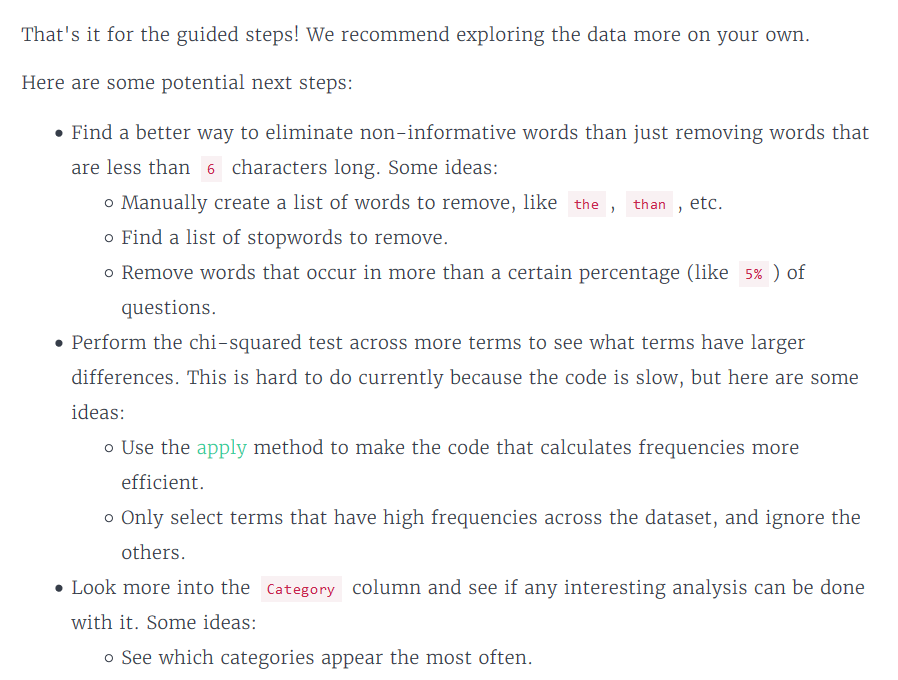 That's it for the guided steps! We recommend exploring the data more on your own.
Here are some potential next steps:
• Find a better way to eliminate non-informative words than just removing words that
are less than 6 characters long. Some ideas:
◦ Manually create a list of words to remove, like the , than , etc.
◦ Find a list of stopwords to remove.
◦ Remove words that occur in more than a certain percentage (like 5% ) of
questions.
• Perform the chi-squared test across more terms to see what terms have larger
differences. This is hard to do currently because the code is slow, but here are some
ideas:
◦ Use the apply method to make the code that calculates frequencies more
efficient.
◦ Only select terms that have high frequencies across the dataset, and ignore the
others.
• Look more into the Category column and see if any interesting analysis can be done
with it. Some ideas:
◦ See which categories appear the most often.